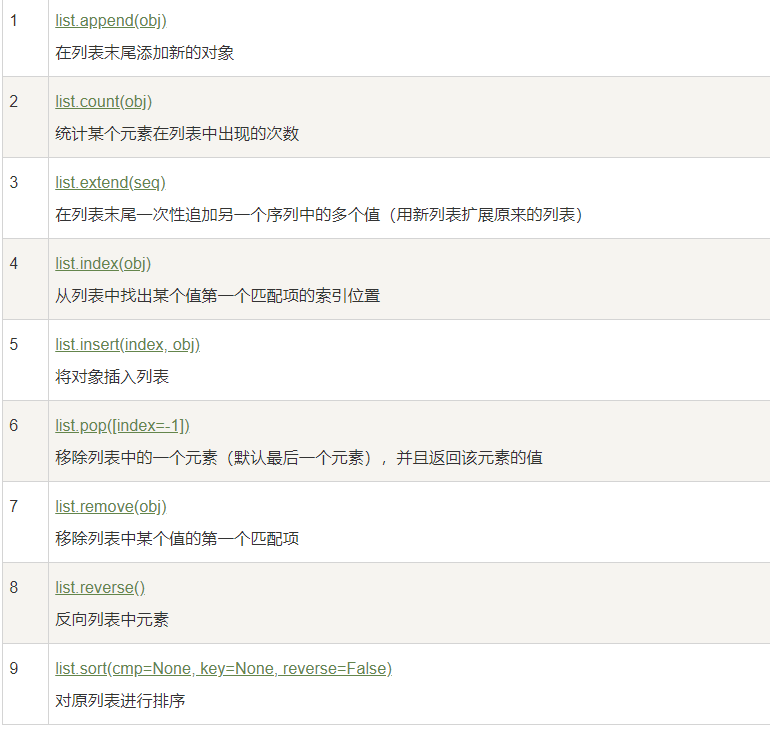 1 list.append(obj)
在列表末尾添加新的对象
2 list.count(obj)
统计某个元素在列表中出现的次数
3 list.extend(seq)
在列表末尾一次性追加另一个序列中的多个值（用新列表扩展原来的列表）
4 list.index(obj)
从列表中找出某个值第一个匹配项的索引位置
5 list.insert(index, obj)
将对象插入列表
6 list.pop([index=-1])
移除列表中的一个元素（默认最后一个元素），并且返回该元素的值
7 list.remove(obj)
移除列表中某个值的第一个匹配项
8 list.reverse()
反向列表中元素
9 list.sort(cmp=None, key=None, reverse=False)
对原列表进行排序